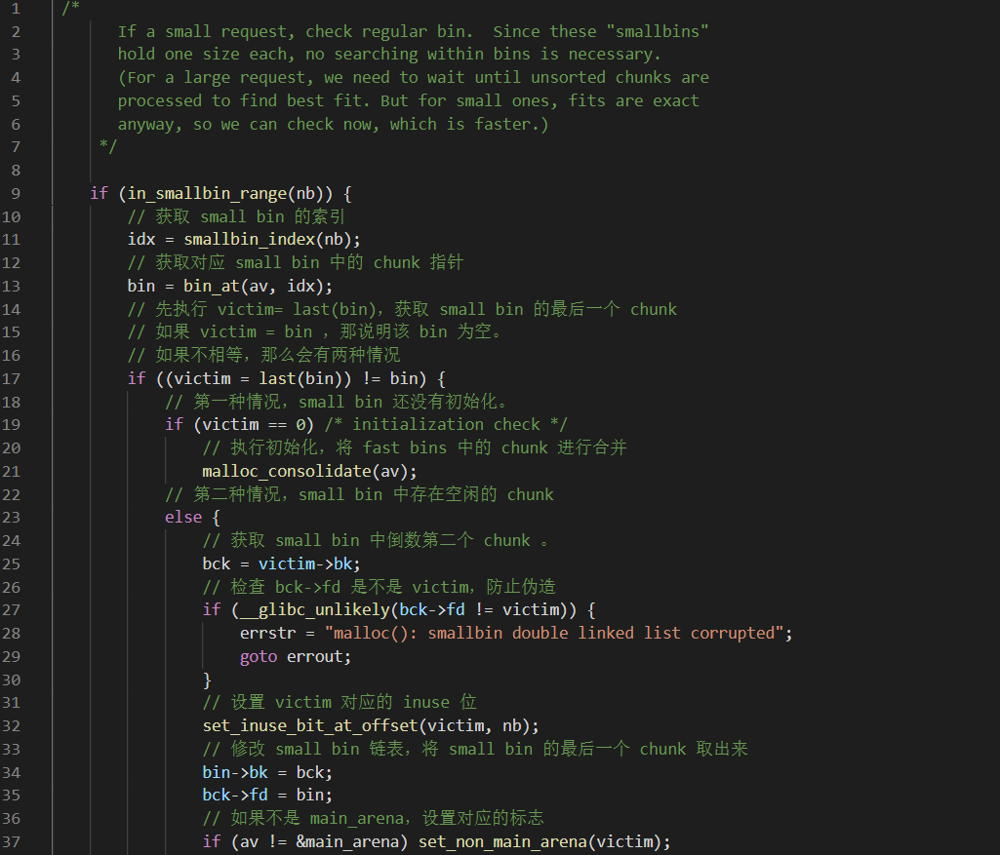 1 /*
2 If a small request, check regular bin.  Since these "smallbins"
3 hold one size each, no searching within bins is necessary.
4 (For a large request, we need to wait until unsorted chunks are
5 processed to find best fit. But for small ones, fits are exact
6 anyway, so we can check now, which is faster.)
7 */
8
9 if (in_smallbin_range(nb)) {
10 // 获取 small bin 的索引
11 idx = smallbin_index(nb);
12 // 获取对应 small bin 中的 chunk 指针
13 bin = bin_at(av, idx);
14 // 先执行 victim= last(bin)，获取 small bin 的最后一个 chunk
15 // 如果 victim = bin ，那说明该 bin 为空。
16 // 如果不相等，那么会有两种情况
17 if ((victim = last(bin)) != bin) {
18 // 第一种情况，small bin 还没有初始化。
19 if (victim == 0) /* initialization check */
20 // 执行初始化，将 fast bins 中的 chunk 进行合并
21 malloc_consolidate(av);
22 // 第二种情况，small bin 中存在空闲的 chunk
23 else {
24 // 获取 small bin 中倒数第二个 chunk 。
25 bck = victim->bk;
26 // 检查 bck->fd 是不是 victim，防止伪造
27 if (__glibc_unlikely(bck->fd != victim)) {
28 errstr = "malloc(): smallbin double linked list corrupted";
29 goto errout;
30 }
31 // 设置 victim 对应的 inuse 位
32 set_inuse_bit_at_offset(victim, nb);
33 // 修改 small bin 链表，将 small bin 的最后一个 chunk 取出来
34 bin->bk = bck;
35 bck->fd = bin;
36 // 如果不是 main_arena，设置对应的标志
37 if (av != &main_arena) set_non_main_arena(victim);